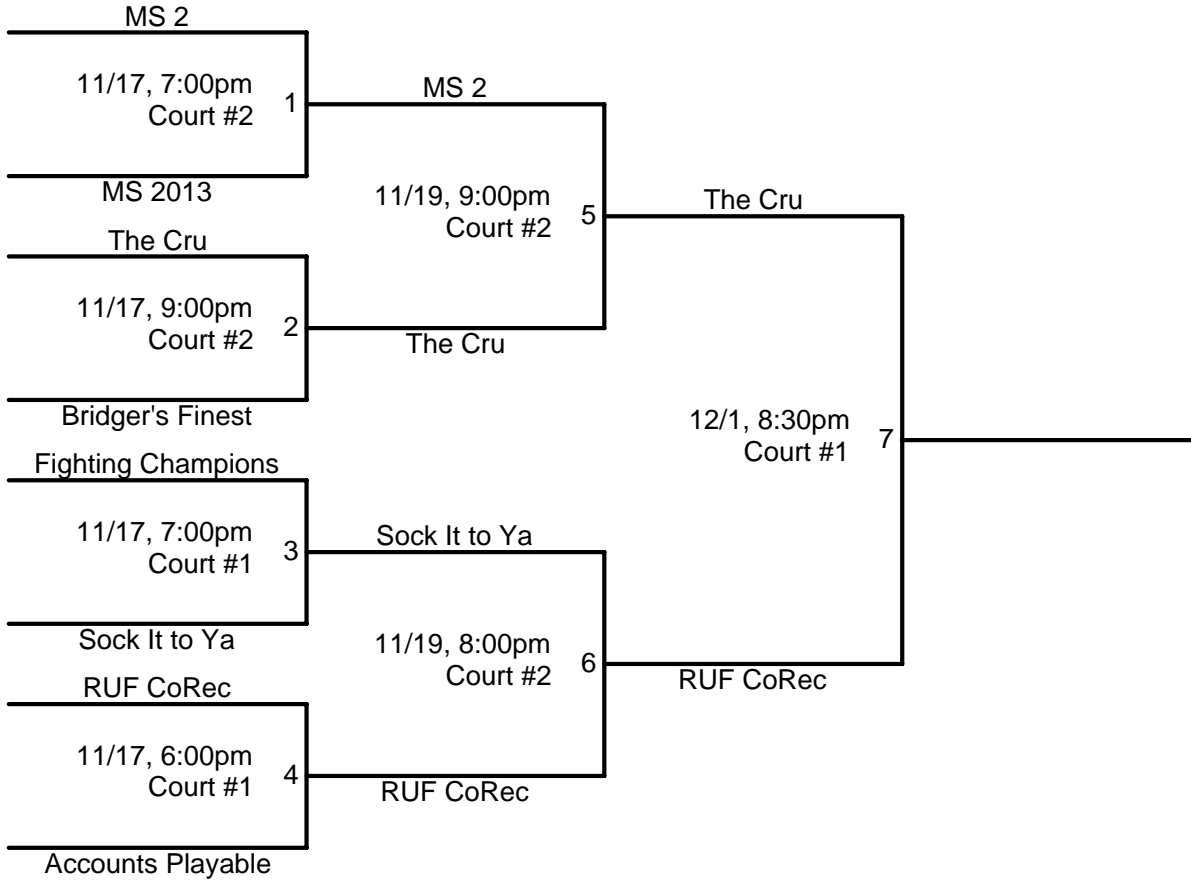 MS 2
11/17, 7:00pm
Court #2
1
MS 2
MS 2013
11/19, 9:00pm
Court #2
5
The Cru
The Cru
11/17, 9:00pm
Court #2
2
The Cru
Bridger's Finest
12/1, 8:30pm
Court #1
7
Fighting Champions
11/17, 7:00pm
Court #1
3
Sock It to Ya
Sock It to Ya
11/19, 8:00pm
Court #2
6
RUF CoRec
RUF CoRec
11/17, 6:00pm
Court #1
4
RUF CoRec
Accounts Playable